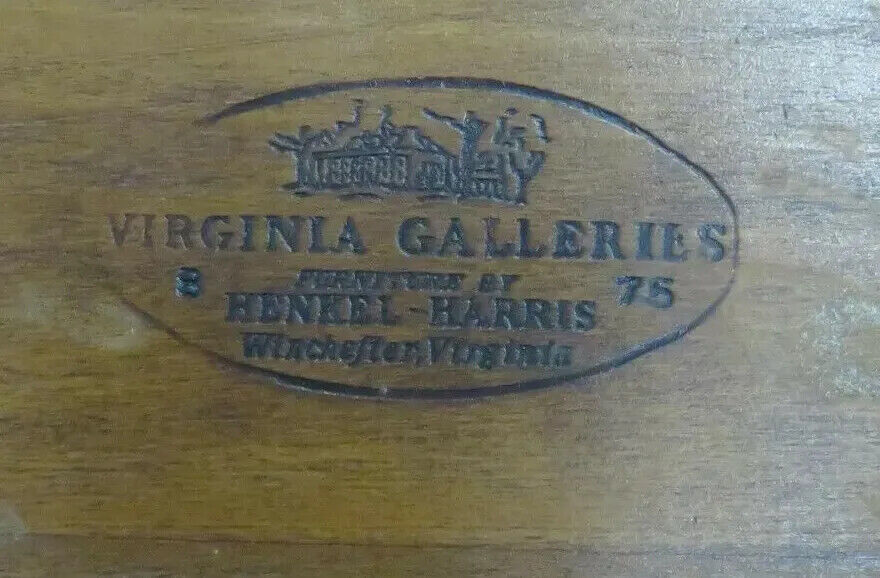 VIRGINIA GALLERIES
8 FURNITURE BY 75
HENKEL-HARRIS
Winchester, Virginia